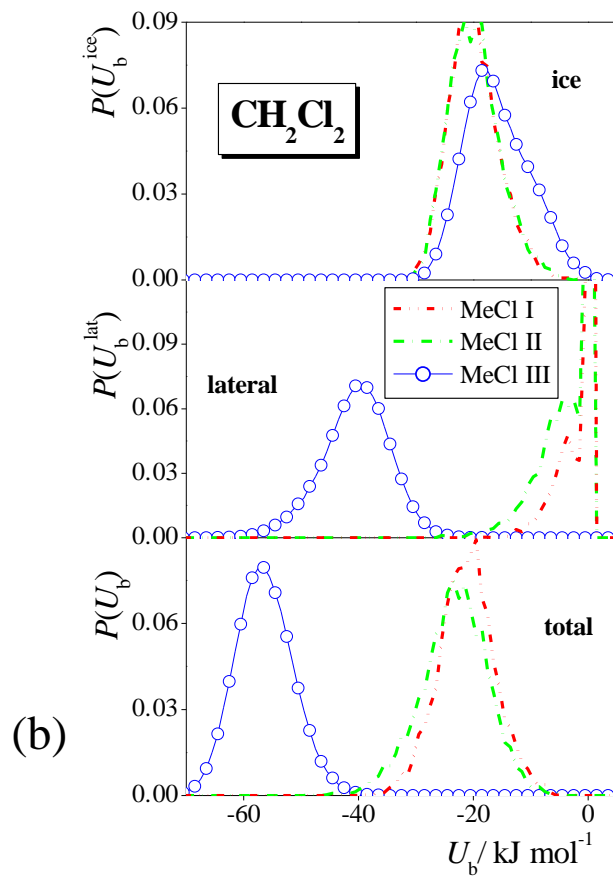 0.09
0.06
0.03
0.00
P(U_b^ice)
CH₂Cl₂
ice
0.09
0.06
0.03
0.00
P(U_b^lat)
lateral
MeCl I
MeCl II
MeCl III
0.06
0.03
0.00
P(U_b)
total
(b)
-60 -40 -20 0
U_b/ kJ mol⁻¹